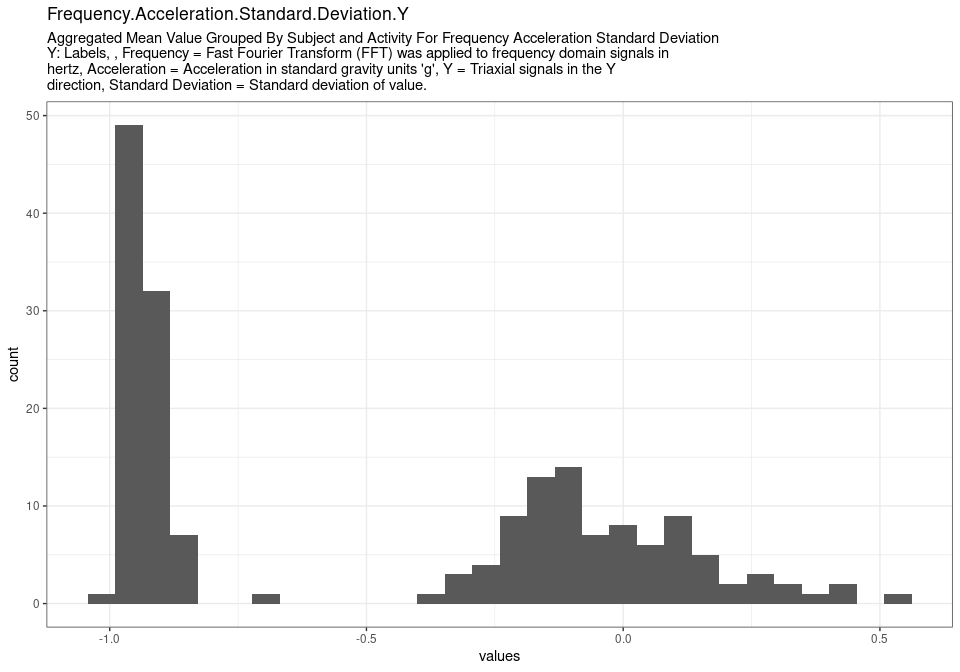 Frequency.Acceleration.Standard.Deviation.Y
Aggregated Mean Value Grouped By Subject and Activity For Frequency Acceleration Standard Deviation
Y: Labels, , Frequency = Fast Fourier Transform (FFT) was applied to frequency domain signals in
hertz, Acceleration = Acceleration in standard gravity units 'g', Y = Triaxial signals in the Y
direction, Standard Deviation = Standard deviation of value.
50
40
30
20
10
0
count
-1.0
-0.5
0.0
0.5
values